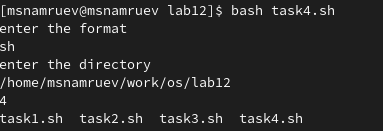 [msnamruev@msnamruev lab12]$ bash task4.sh
enter the format
sh
enter the directory
/home/msnamruev/work/os/lab12
4
task1.sh  task2.sh  task3.sh  task4.sh